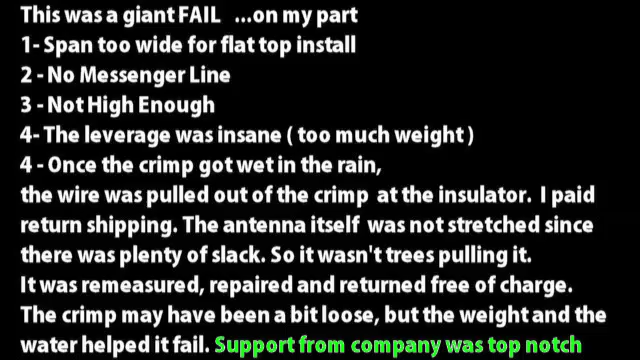 This was a giant FAIL ...on my part
1- Span too wide for flat top install
2 - No Messenger Line
3 - Not High Enough
4- The leverage was insane ( too much weight )
4 - Once the crimp got wet in the rain,
the wire was pulled out of the crimp at the insulator. I paid
return shipping. The antenna itself was not stretched since
there was plenty of slack. So it wasn't trees pulling it.
It was remeasured, repaired and returned free of charge.
The crimp may have been a bit loose, but the weight and the
water helped it fail. Support from company was top notch